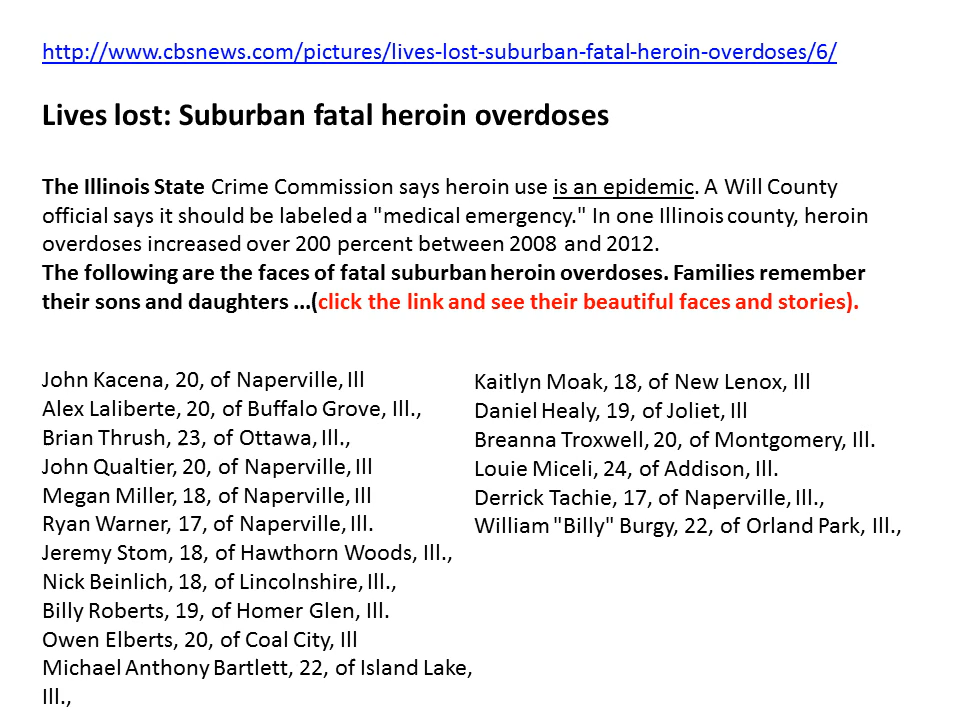 http://www.cbsnews.com/pictures/lives-lost-suburban-fatal-heroin-overdoses/6/
Lives lost: Suburban fatal heroin overdoses
The Illinois State Crime Commission says heroin use is an epidemic. A Will County
official says it should be labeled a "medical emergency." In one Illinois county, heroin
overdoses increased over 200 percent between 2008 and 2012.
The following are the faces of fatal suburban heroin overdoses. Families remember
their sons and daughters ...(click the link and see their beautiful faces and stories).
John Kacena, 20, of Naperville, Ill
Alex Laliberte, 20, of Buffalo Grove, Ill.,
Brian Thrush, 23, of Ottawa, Ill.,
John Qualtier, 20, of Naperville, Ill
Megan Miller, 18, of Naperville, Ill
Ryan Warner, 17, of Naperville, Ill.
Jeremy Stom, 18, of Hawthorn Woods, Ill.,
Nick Beinlich, 18, of Lincolnshire, Ill.,
Billy Roberts, 19, of Homer Glen, Ill.
Owen Elberts, 20, of Coal City, Ill
Michael Anthony Bartlett, 22, of Island Lake,
Ill.,
Kaitlyn Moak, 18, of New Lenox, Ill
Daniel Healy, 19, of Joliet, Ill
Breanna Troxwell, 20, of Montgomery, Ill.
Louie Miceli, 24, of Addison, Ill.
Derrick Tachie, 17, of Naperville, Ill.,
William "Billy" Burgy, 22, of Orland Park, Ill.,